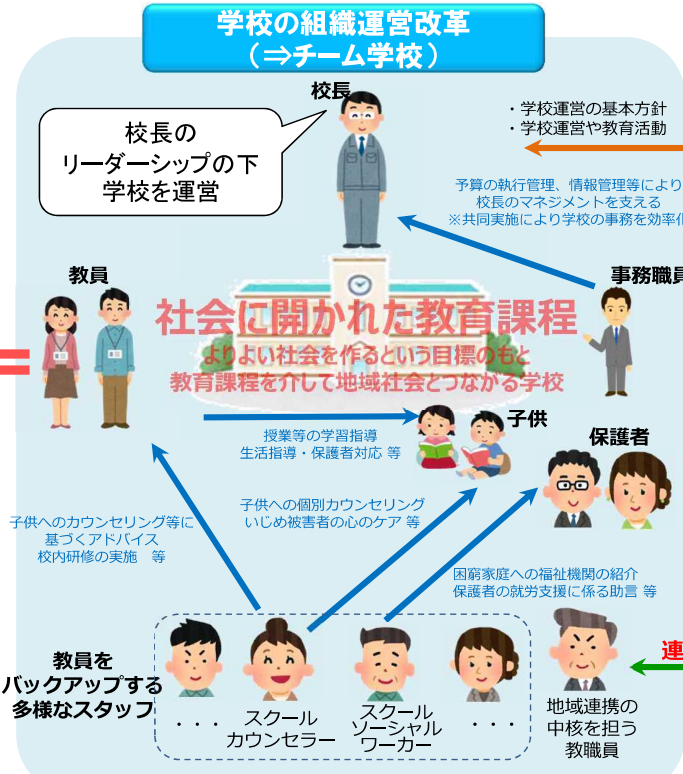 学校の組織運営改革
（⇒チーム学校）
校長
校長の
リーダーシップの下
学校を運営
・学校運営の基本方針
・学校運営や教育活動
予算の執行管理、情報管理等により
校長のマネジメントを支える
※共同実施により学校の事務を効率化
教員
事務職員
社会に開かれた教育課程
よりよい社会を作るという目標のもと
教育課程を介して地域社会とつながる学校
授業等の学習指導
生活指導・保護者対応 等
子供
保護者
子供へのカウンセリング等に
基づくアドバイス
校内研修の実施　等
子供への個別カウンセリング
いじめ被害者の心のケア 等
困窮家庭への福祉機関の紹介
保護者の就労支援に係る助言 等
教員を
バックアップする
多様なスタッフ
・・・
スクール
カウンセラー
スクール
ソーシャル
ワーカー
・・・
地域連携の
中核を担う
教職員
連